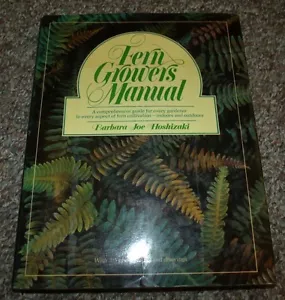 Fern
Growers
Manual
A comprehensive guide for every gardener
to every aspect of fern cultivation—indoors and outdoors
Barbara Joe Hoshizaki
With